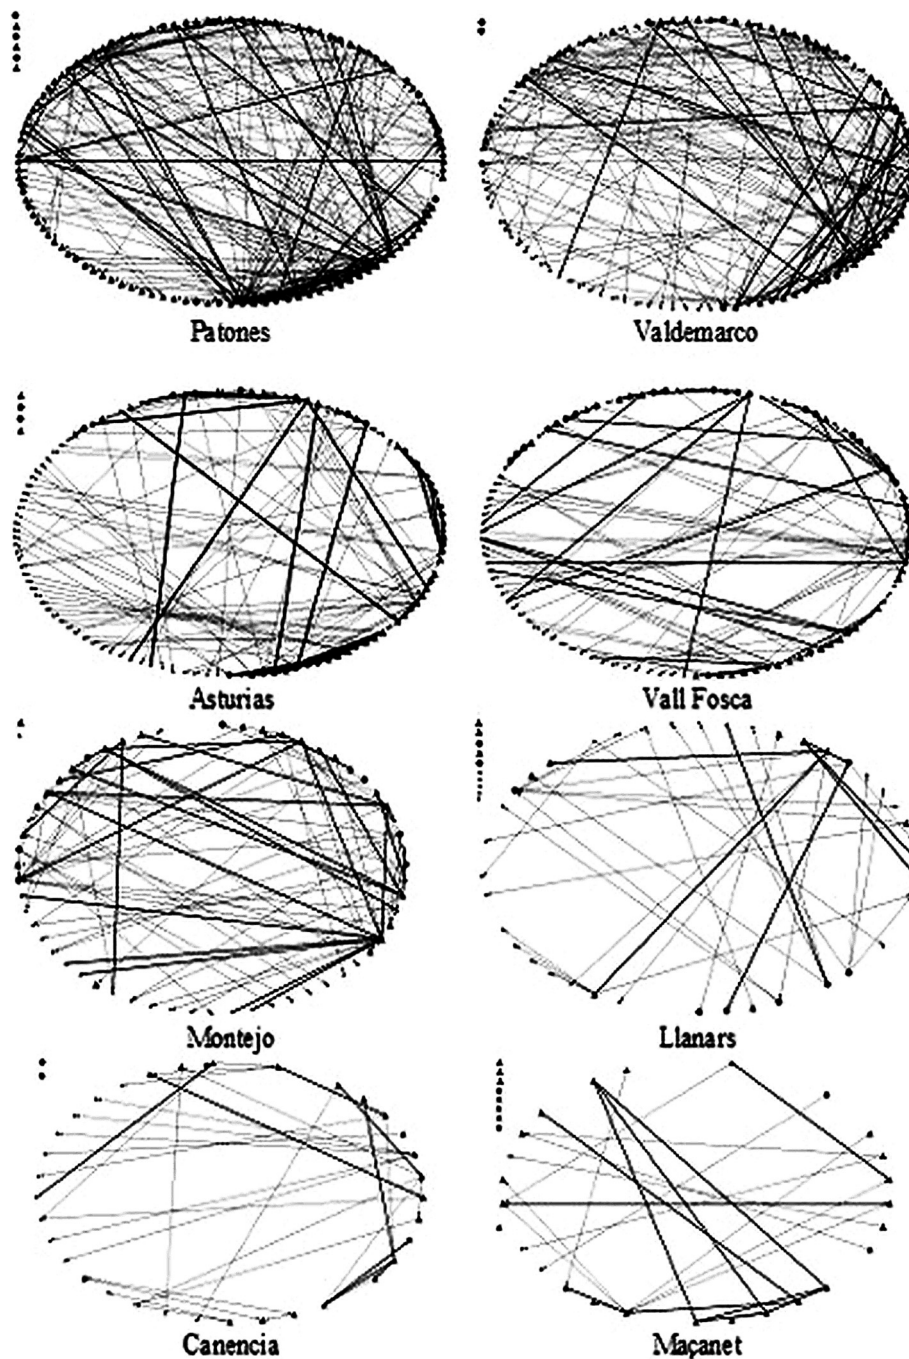 Patones
Valdemarco
Asturias
Vall Fosca
Montejo
Llanars
Canencia
Maçanet